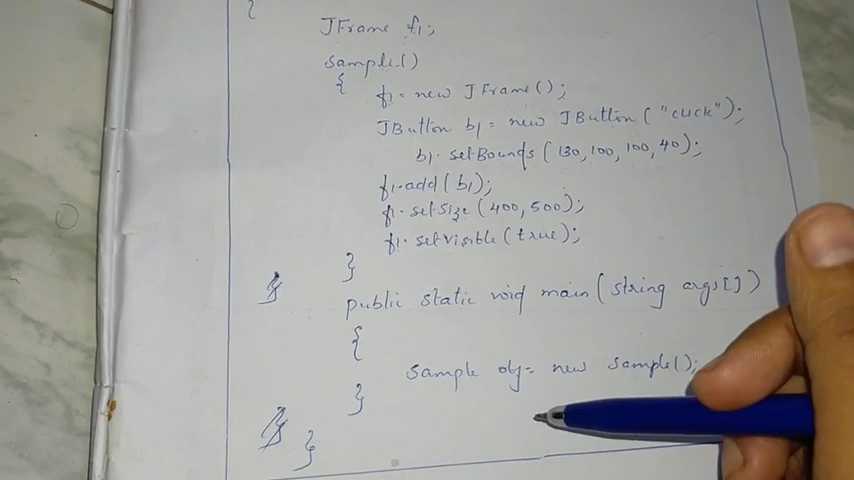 {
JFrame f1;
sample()
{
f1 = new JFrame();
JButton b1 = new JButton("click");
b1.setBounds(130,100,100,40);
f1.add(b1);
f1.setSize(400,500);
f1.setVisible(true);
}
public static void main(string args[])
{
sample obj = new sample();
}
}